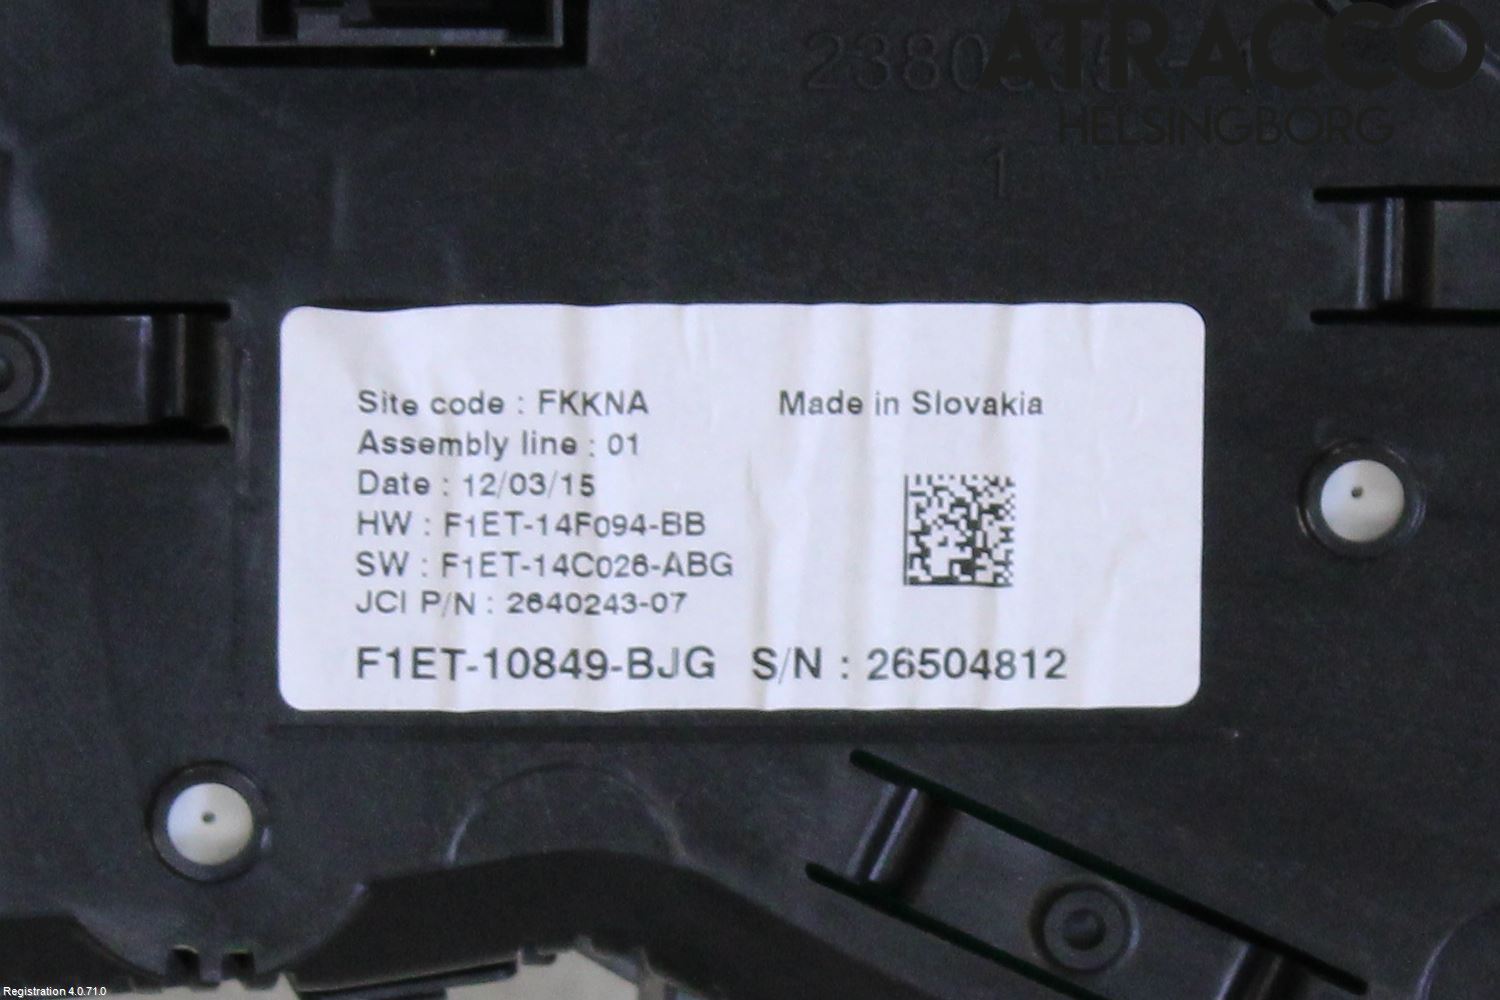 ATRACCO
HELSINGBORG
1
Site code : FKKNA
Made in Slovakia
Assembly line : 01
Date : 12/03/15
HW : F1ET-14F094-BB
SW : F1ET-14C026-ABG
JCI P/N : 2640243-07
F1ET-10849-BJG S/N : 26504812
Registration 4.0.71.0